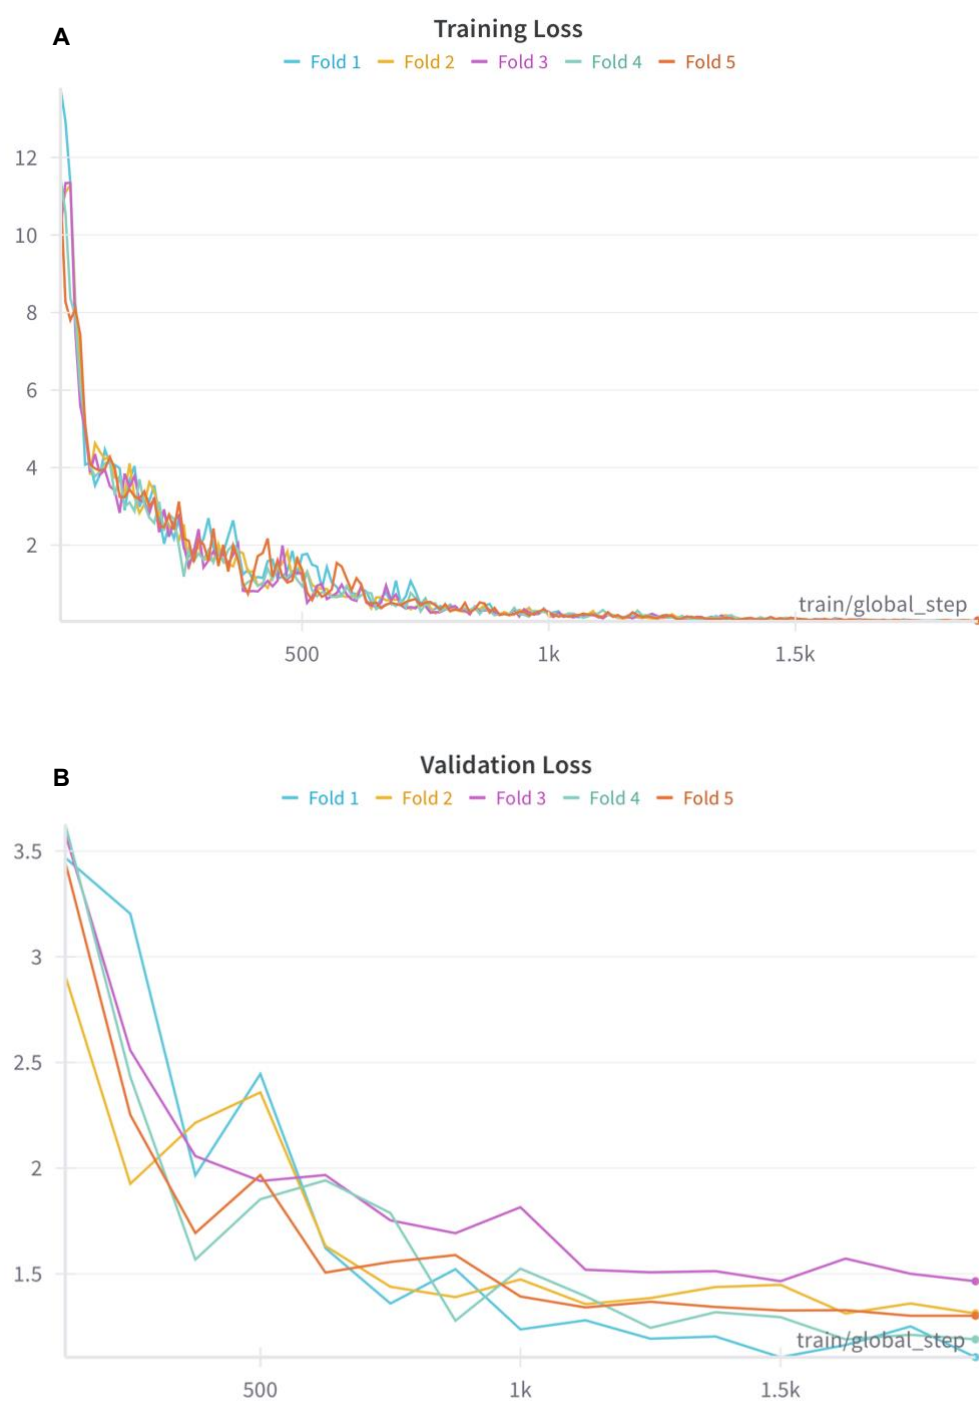 A
Training Loss
Fold 1 Fold 2 Fold 3 Fold 4 Fold 5
12
10
8
6
4
2
train/global_step
500 1k 1.5k
B
Validation Loss
Fold 1 Fold 2 Fold 3 Fold 4 Fold 5
3.5
3
2.5
2
1.5
train/global_step
500 1k 1.5k